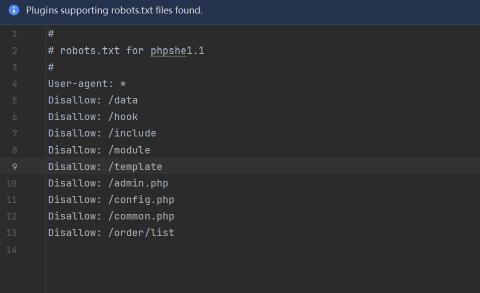 Plugins supporting robots.txt files found.
1 #
2 # robots.txt for phpshe1.1
3 #
4 User-agent: *
5 Disallow: /data
6 Disallow: /hook
7 Disallow: /include
8 Disallow: /module
9 Disallow: /template
10 Disallow: /admin.php
11 Disallow: /config.php
12 Disallow: /common.php
13 Disallow: /order/list
14